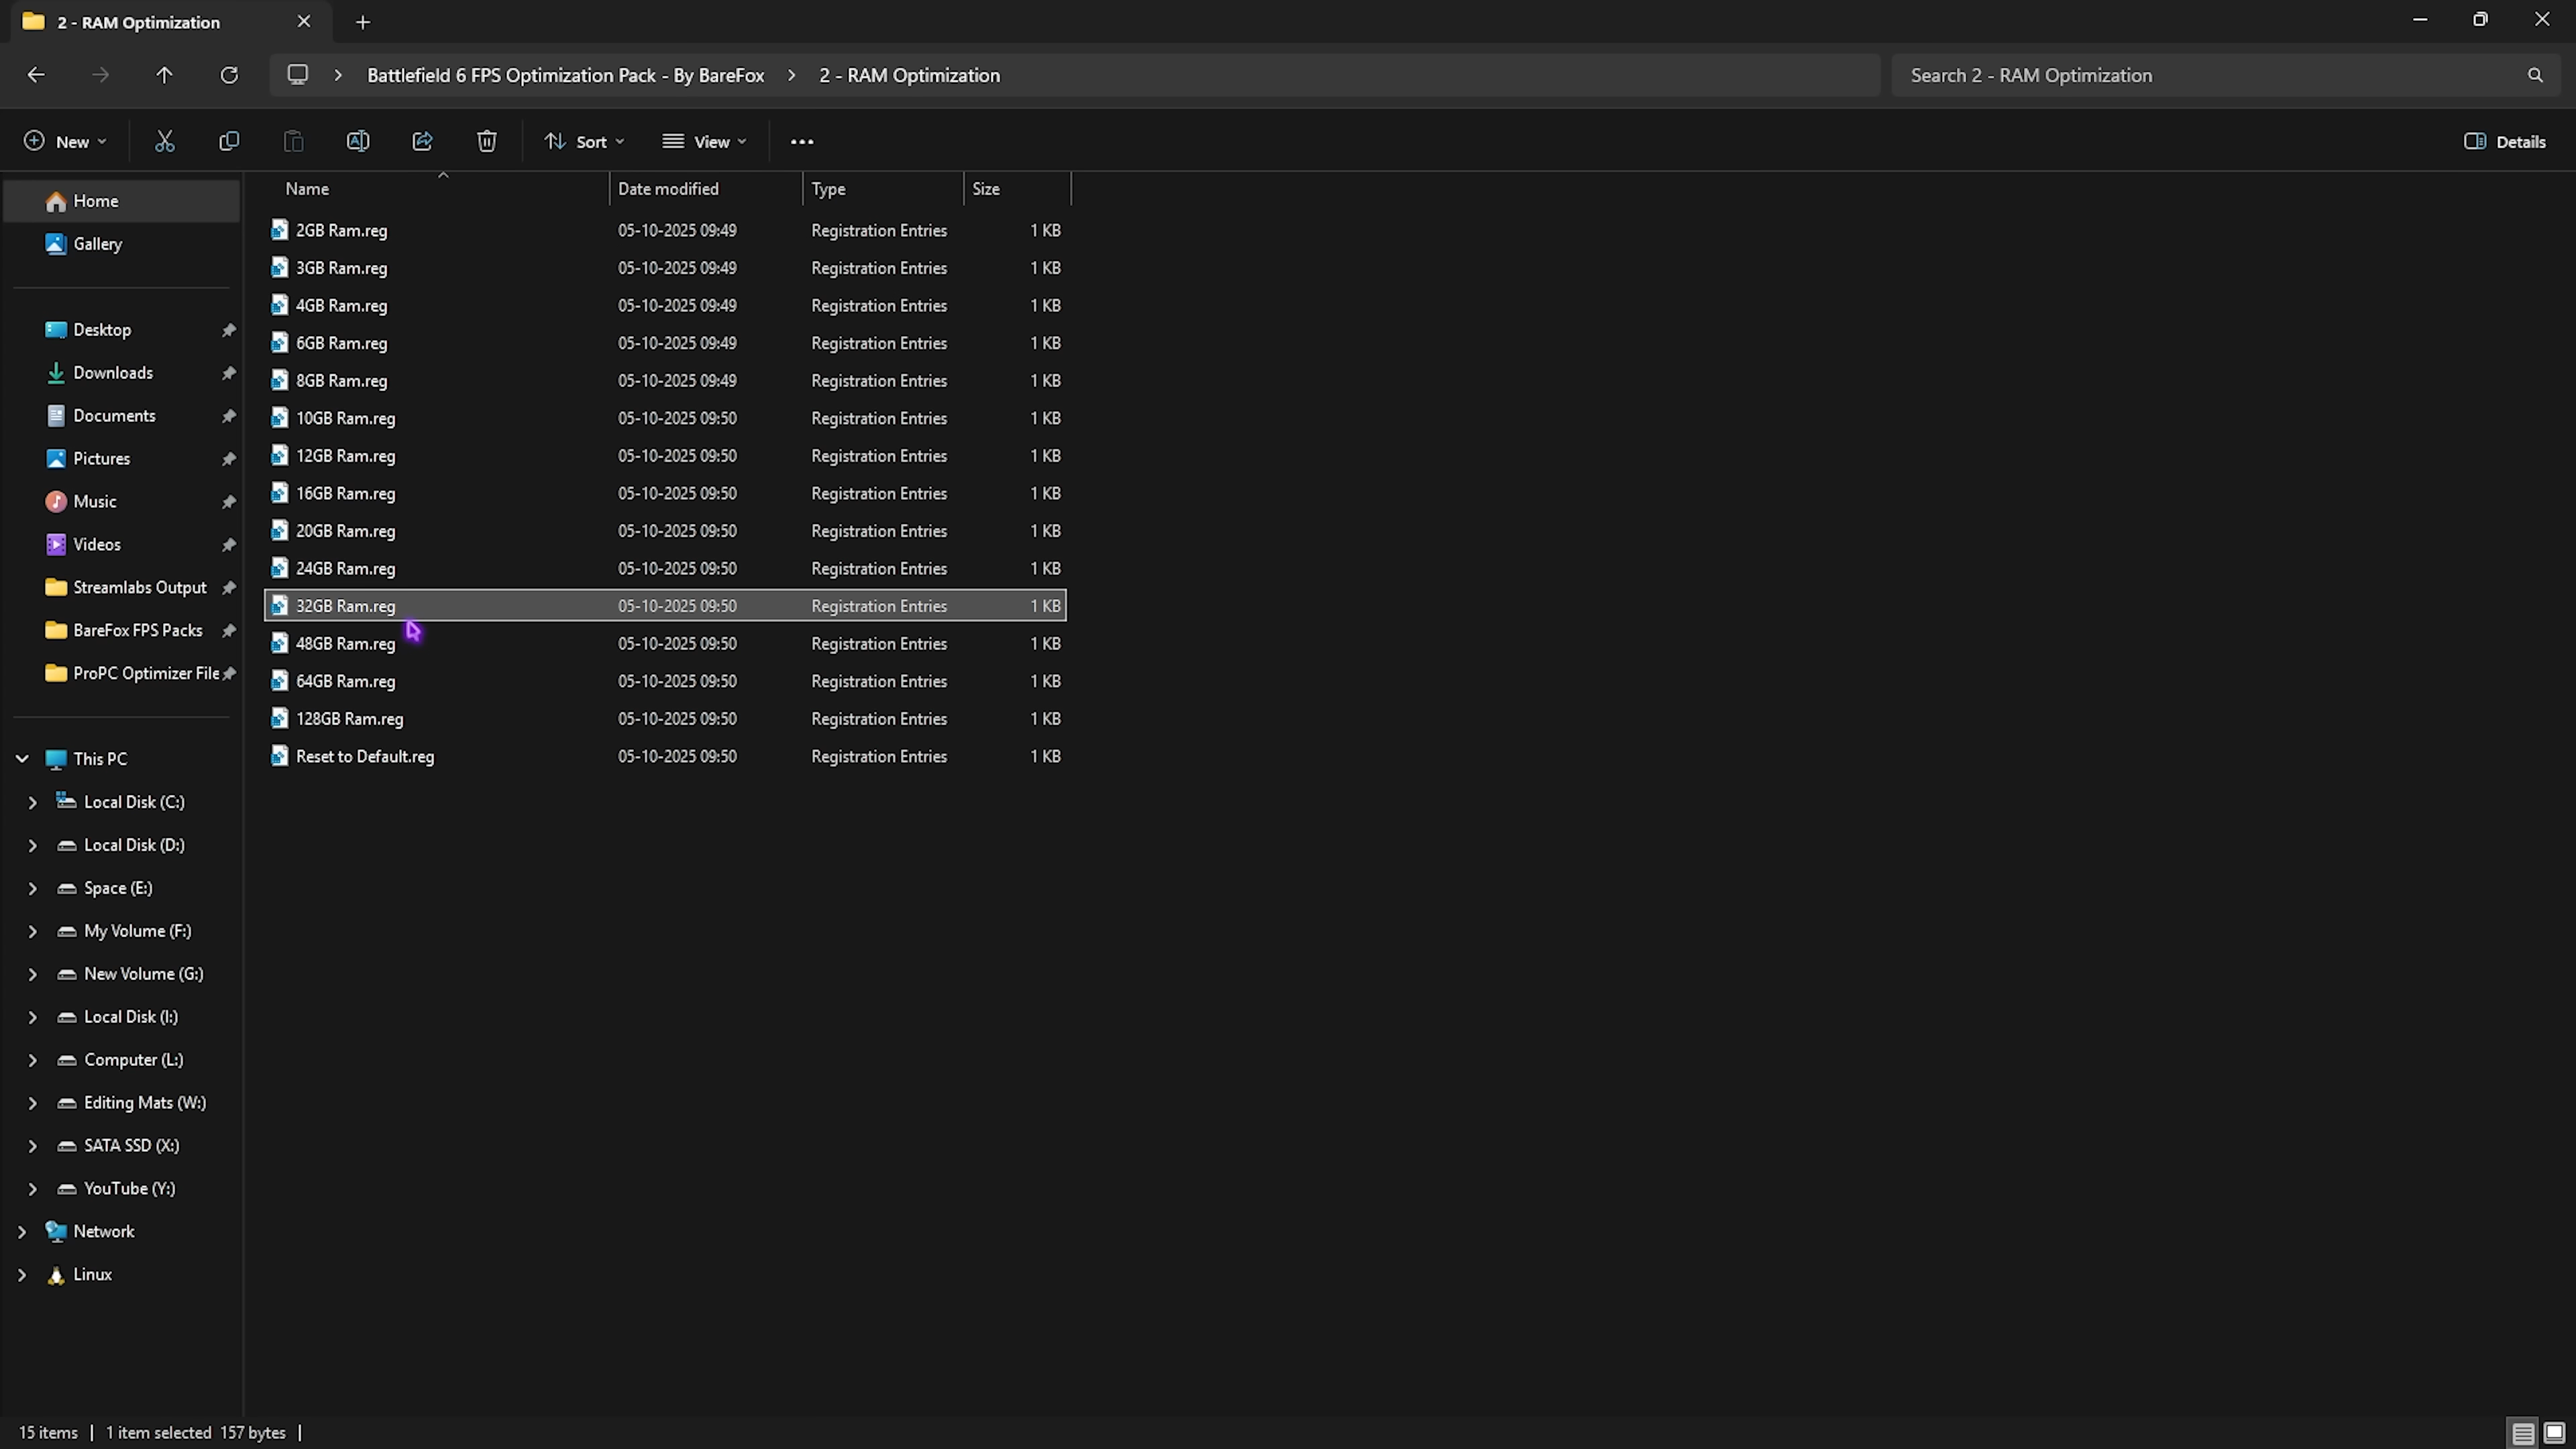 2 - RAM Optimization
Battlefield 6 FPS Optimization Pack - By BareFox
2 - RAM Optimization
Search 2 - RAM Optimization
New
Sort
View
Details
Name Date modified Type Size
Home
Gallery
Desktop
Downloads
Documents
Pictures
Music
Videos
Streamlabs Output
BareFox FPS Packs
ProPC Optimizer File
This PC
Local Disk (C:)
Local Disk (D:)
Space (E:)
My Volume (F:)
New Volume (G:)
Local Disk (I:)
Computer (L:)
Editing Mats (W:)
SATA SSD (X:)
YouTube (Y:)
Network
Linux
2GB Ram.reg 05-10-2025 09:49 Registration Entries 1 KB
3GB Ram.reg 05-10-2025 09:49 Registration Entries 1 KB
4GB Ram.reg 05-10-2025 09:49 Registration Entries 1 KB
6GB Ram.reg 05-10-2025 09:49 Registration Entries 1 KB
8GB Ram.reg 05-10-2025 09:49 Registration Entries 1 KB
10GB Ram.reg 05-10-2025 09:50 Registration Entries 1 KB
12GB Ram.reg 05-10-2025 09:50 Registration Entries 1 KB
16GB Ram.reg 05-10-2025 09:50 Registration Entries 1 KB
20GB Ram.reg 05-10-2025 09:50 Registration Entries 1 KB
24GB Ram.reg 05-10-2025 09:50 Registration Entries 1 KB
32GB Ram.reg 05-10-2025 09:50 Registration Entries 1 KB
48GB Ram.reg 05-10-2025 09:50 Registration Entries 1 KB
64GB Ram.reg 05-10-2025 09:50 Registration Entries 1 KB
128GB Ram.reg 05-10-2025 09:50 Registration Entries 1 KB
Reset to Default.reg 05-10-2025 09:50 Registration Entries 1 KB
15 items 1 item selected 157 bytes